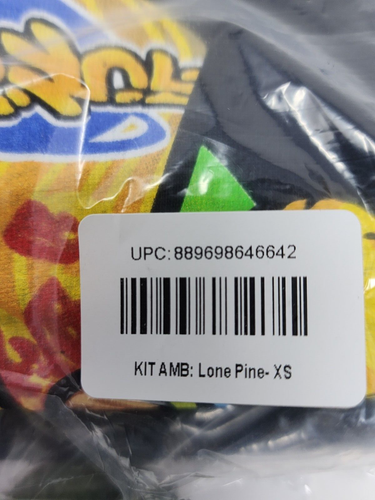 UPC: 889698646642
KIT AMB: Lone Pine- XS